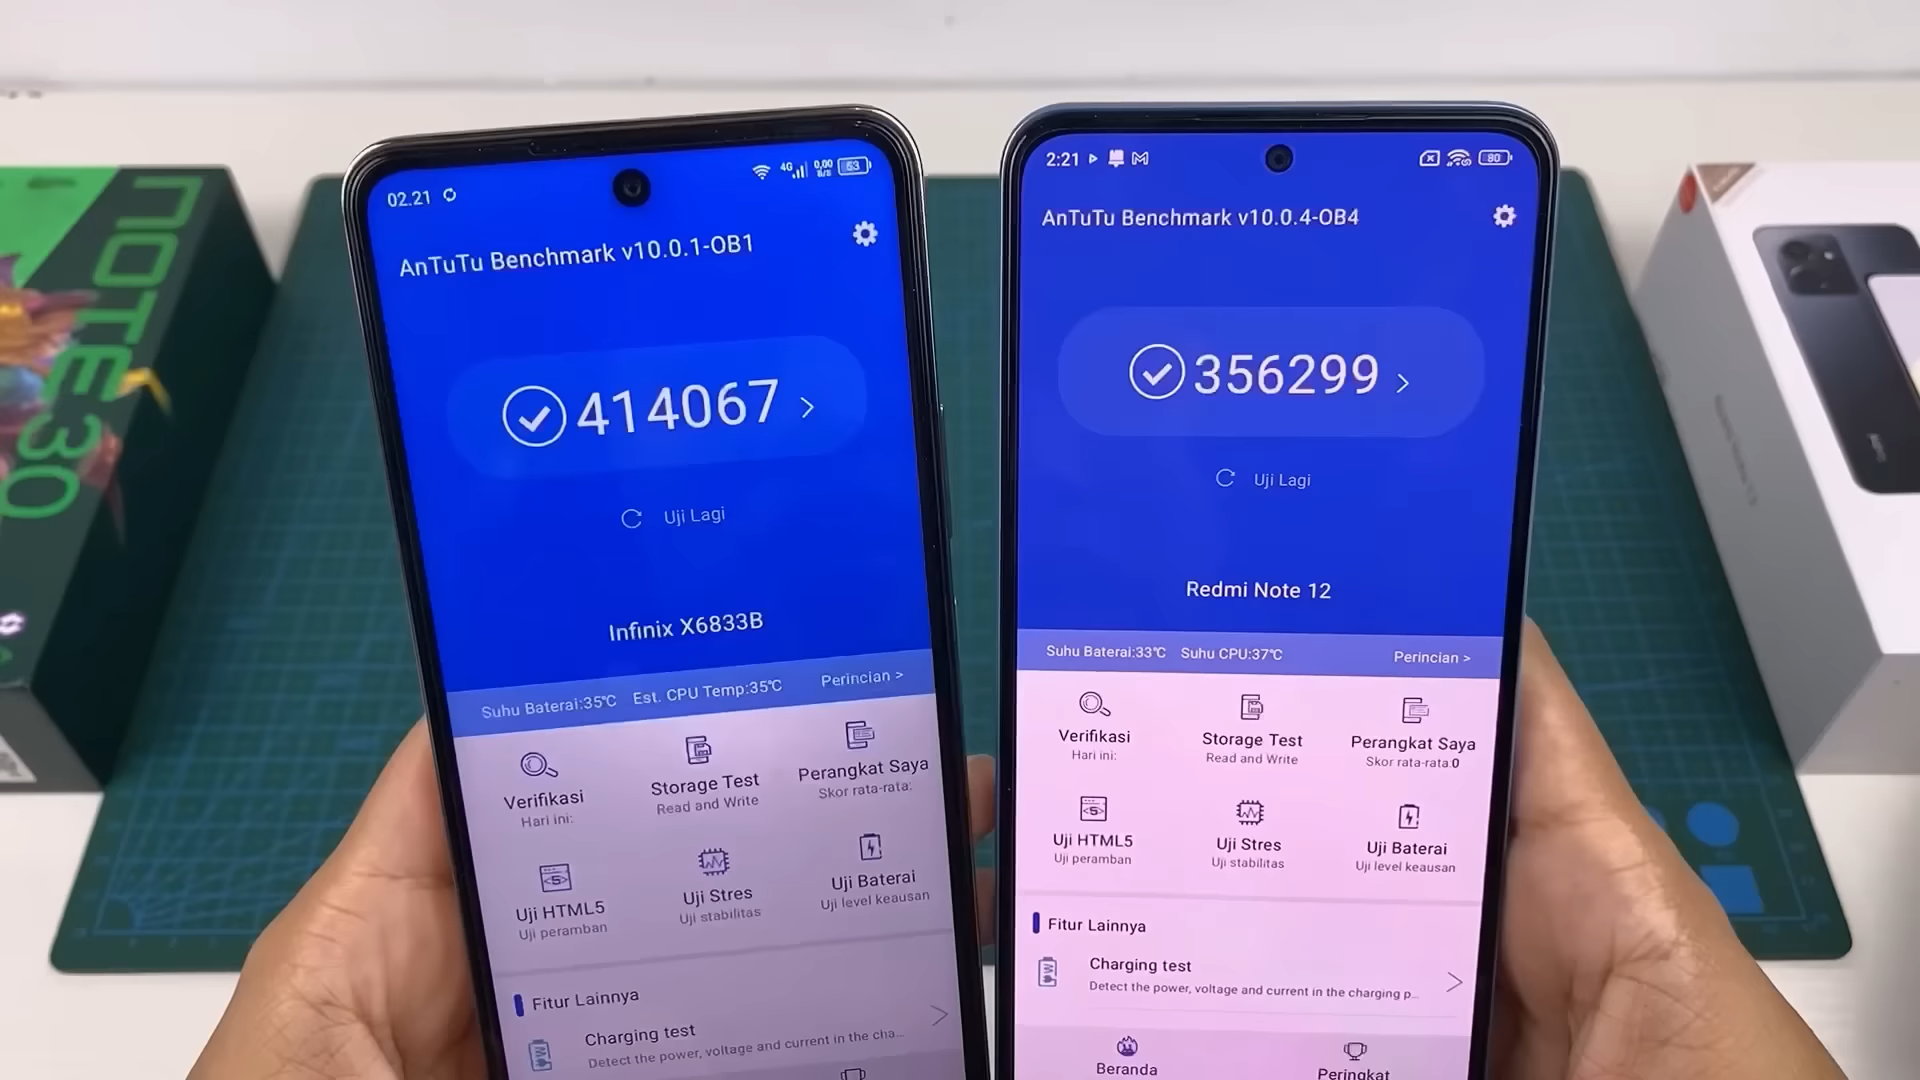 NOTE 30
02.21
4G
0.00
53
AnTuTu Benchmark v10.0.1-OB1
414067
Uji Lagi
Infinix X6833B
Suhu Baterai:35℃ Est. CPU Temp:35℃ Perincian >
Verifikasi
Hari ini:
Storage Test
Read and Write
Perangkat Saya
Skor rata-rata:
Uji HTML5
Uji peramban
Uji Stres
Uji stabilitas
Uji Baterai
Uji level keausan
Fitur Lainnya
Charging test
Detect the power, voltage and current in the cha...
2:21
80
AnTuTu Benchmark v10.0.4-OB4
356299
Uji Lagi
Redmi Note 12
Suhu Baterai:33℃ Suhu CPU:37℃ Perincian >
Verifikasi
Hari ini:
Storage Test
Read and Write
Perangkat Saya
Skor rata-rata:0
Uji HTML5
Uji peramban
Uji Stres
Uji stabilitas
Uji Baterai
Uji level keausan
Fitur Lainnya
Charging test
Detect the power, voltage and current in the charging p...
Beranda
Peringkat